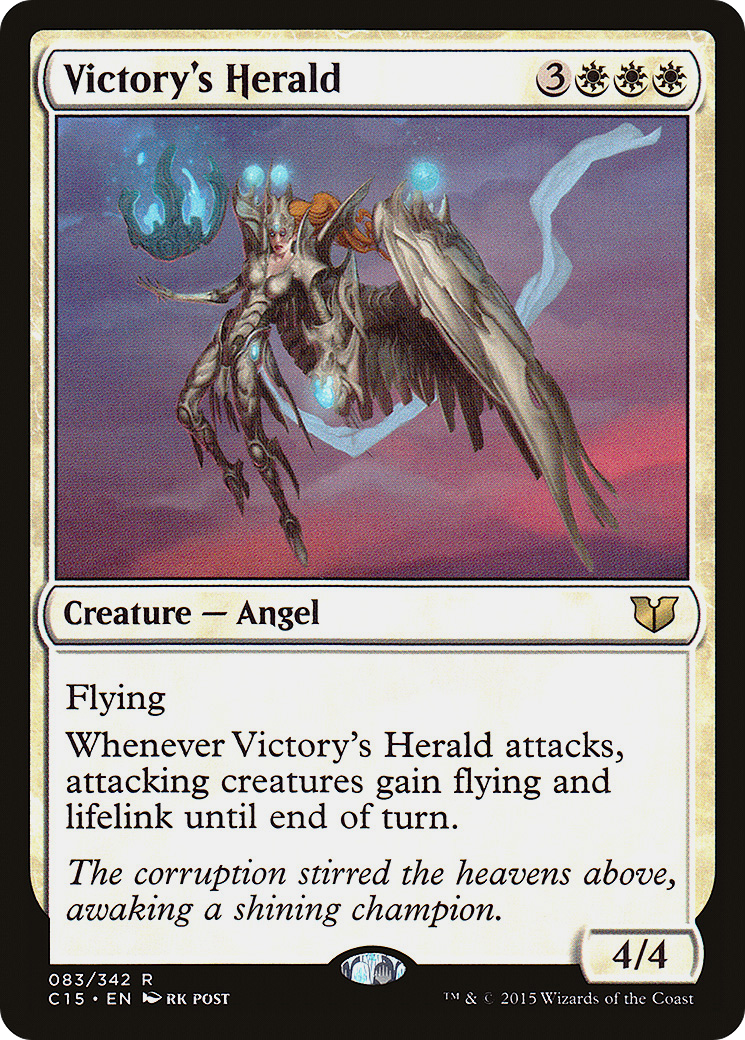 Victory's Herald 3
Creature — Angel
Flying
Whenever Victory's Herald attacks,
attacking creatures gain flying and
lifelink until end of turn.
The corruption stirred the heavens above,
awaking a shining champion.
4/4
083/342 R
C15 • EN RK POST
™ & © 2015 Wizards of the Coast